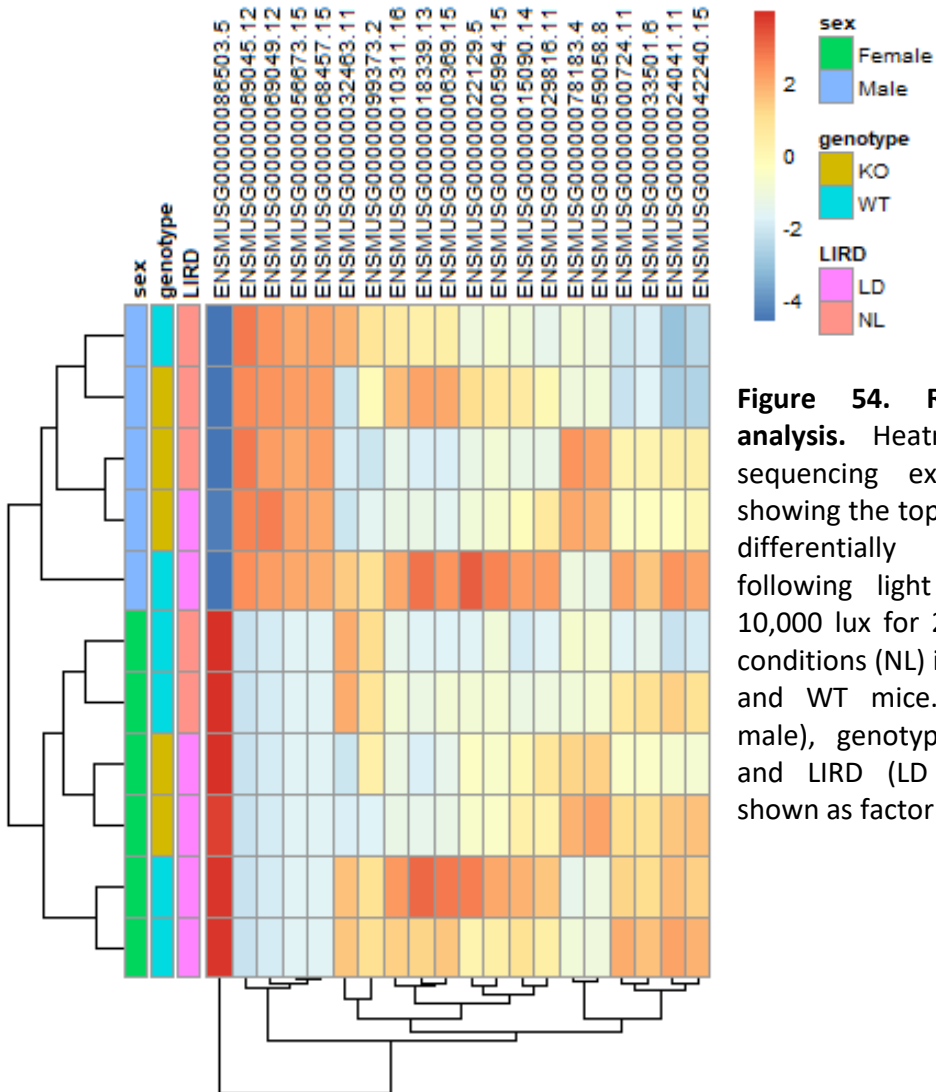 ENSMUSG00000086503.5
ENSMUSG00000069045.12
ENSMUSG00000069049.12
ENSMUSG00000056673.15
ENSMUSG00000068457.15
ENSMUSG00000032463.11
ENSMUSG00000099373.2
ENSMUSG00000010311.16
ENSMUSG00000018339.13
ENSMUSG00000006369.15
ENSMUSG00000022129.5
ENSMUSG00000005994.15
ENSMUSG00000015090.14
ENSMUSG00000029816.11
ENSMUSG00000078183.4
ENSMUSG00000059058.8
ENSMUSG00000000724.11
ENSMUSG00000033501.6
ENSMUSG00000024041.11
ENSMUSG00000042240.15
sex
genotype
LIRD
2
0
-2
-4
sex
Female
Male
genotype
KO
WT
LIRD
LD
NL
Figure 54. R
analysis. Heatr
sequencing ex
showing the top
differentially
following light
10,000 lux for 2
conditions (NL) i
and WT mice.
male), genotyp
and LIRD (LD
shown as factor